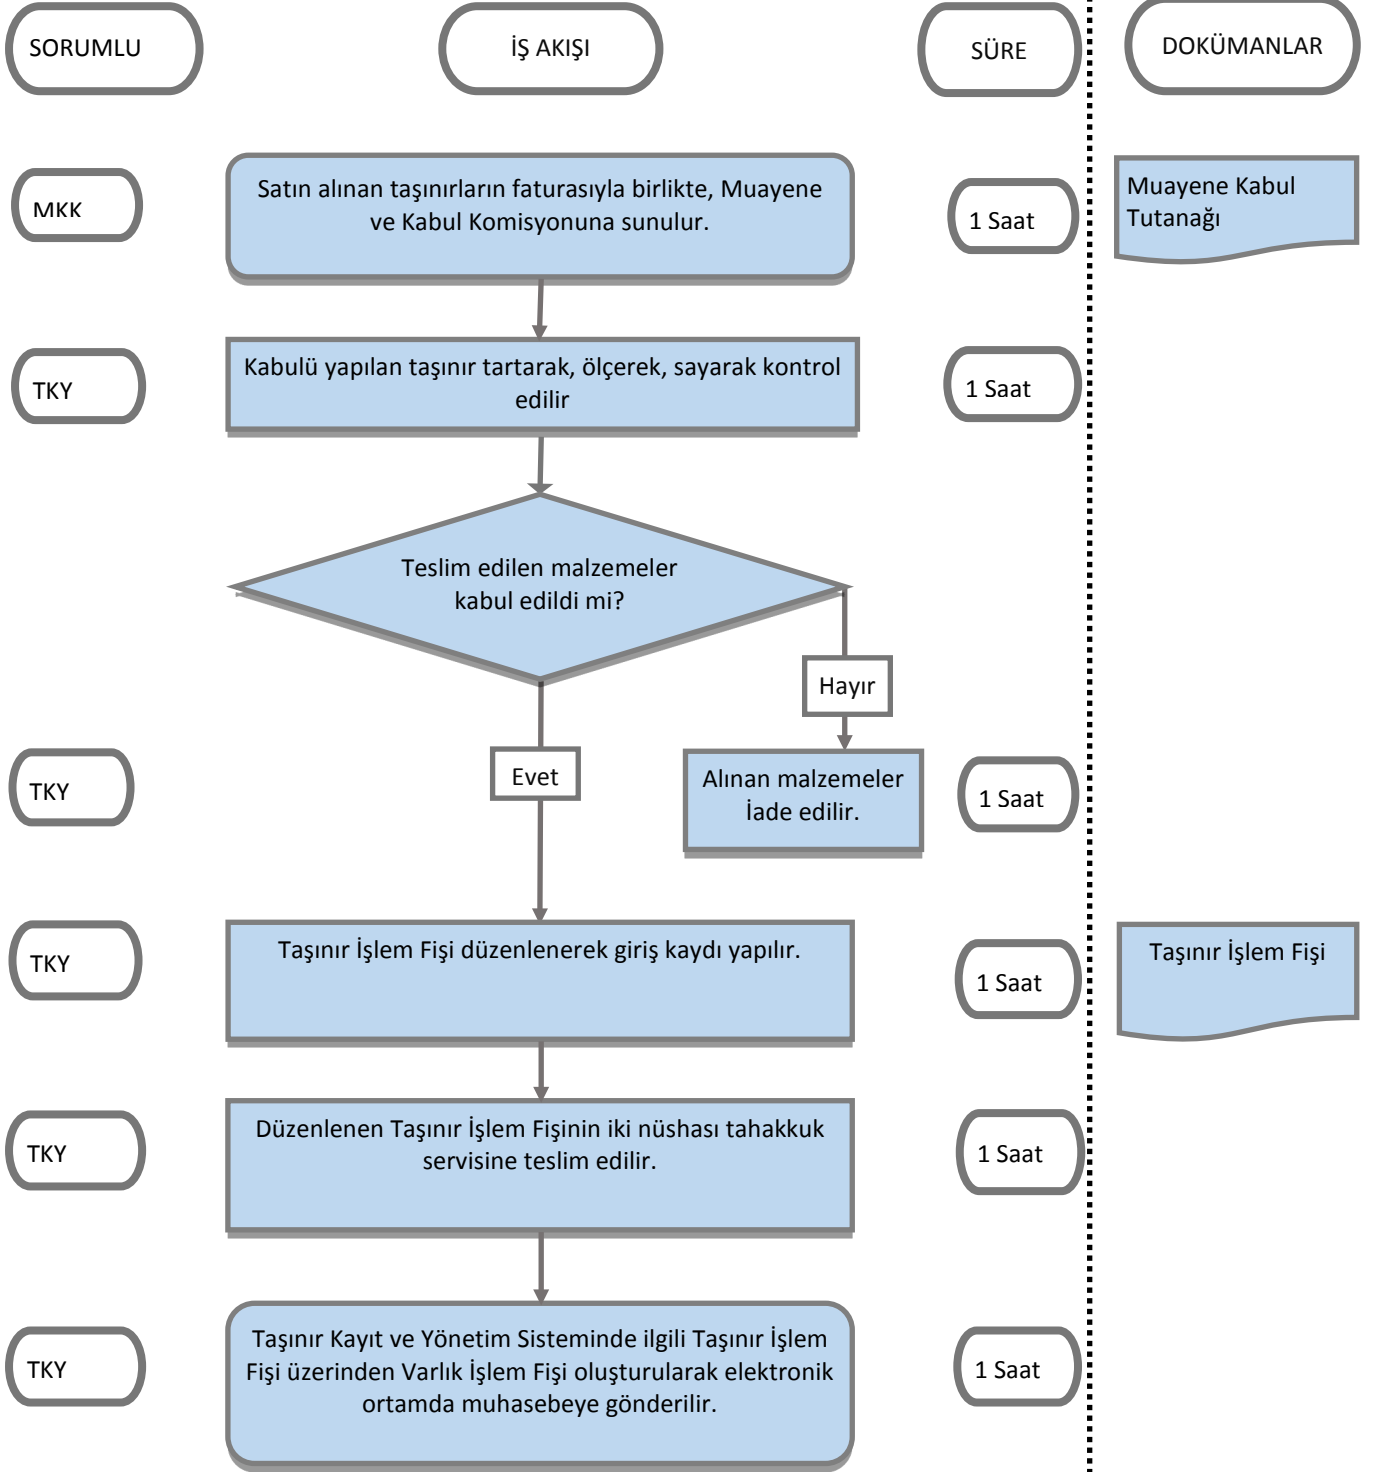 SORUMLU
İŞ AKIŞI
SÜRE
DOKÜMANLAR
MKK
Satın alınan taşınırların faturasıyla birlikte, Muayene
ve Kabul Komisyonuna sunulur.
1 Saat
Muayene Kabul
Tutanağı
TKY
Kabulü yapılan taşınır tartarak, ölçerek, sayarak kontrol
edilir
1 Saat
Teslim edilen malzemeler
kabul edildi mi?
Hayır
Evet
TKY
Alınan malzemeler
İade edilir.
1 Saat
TKY
Taşınır İşlem Fişi düzenlenerek giriş kaydı yapılır.
1 Saat
Taşınır İşlem Fişi
TKY
Düzenlenen Taşınır İşlem Fişinin iki nüshası tahakkuk
servisine teslim edilir.
1 Saat
TKY
Taşınır Kayıt ve Yönetim Sisteminde ilgili Taşınır İşlem
Fişi üzerinden Varlık İşlem Fişi oluşturularak elektronik
ortamda muhasebeye gönderilir.
1 Saat